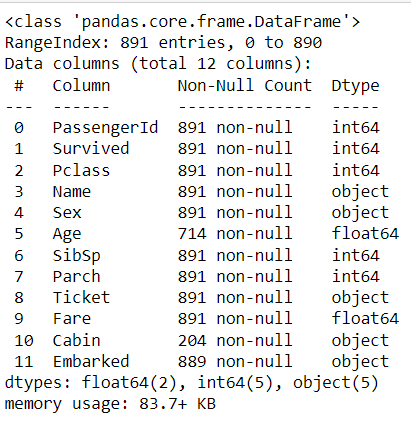 <class 'pandas.core.frame.DataFrame'>
RangeIndex: 891 entries, 0 to 890
Data columns (total 12 columns):
 #   Column       Non-Null Count  Dtype
---  ------       --------------  -----
 0   PassengerId  891 non-null    int64
 1   Survived     891 non-null    int64
 2   Pclass       891 non-null    int64
 3   Name         891 non-null    object
 4   Sex          891 non-null    object
 5   Age          714 non-null    float64
 6   SibSp        891 non-null    int64
 7   Parch        891 non-null    int64
 8   Ticket       891 non-null    object
 9   Fare         891 non-null    float64
 10  Cabin        204 non-null    object
 11  Embarked     889 non-null    object
dtypes: float64(2), int64(5), object(5)
memory usage: 83.7+ KB